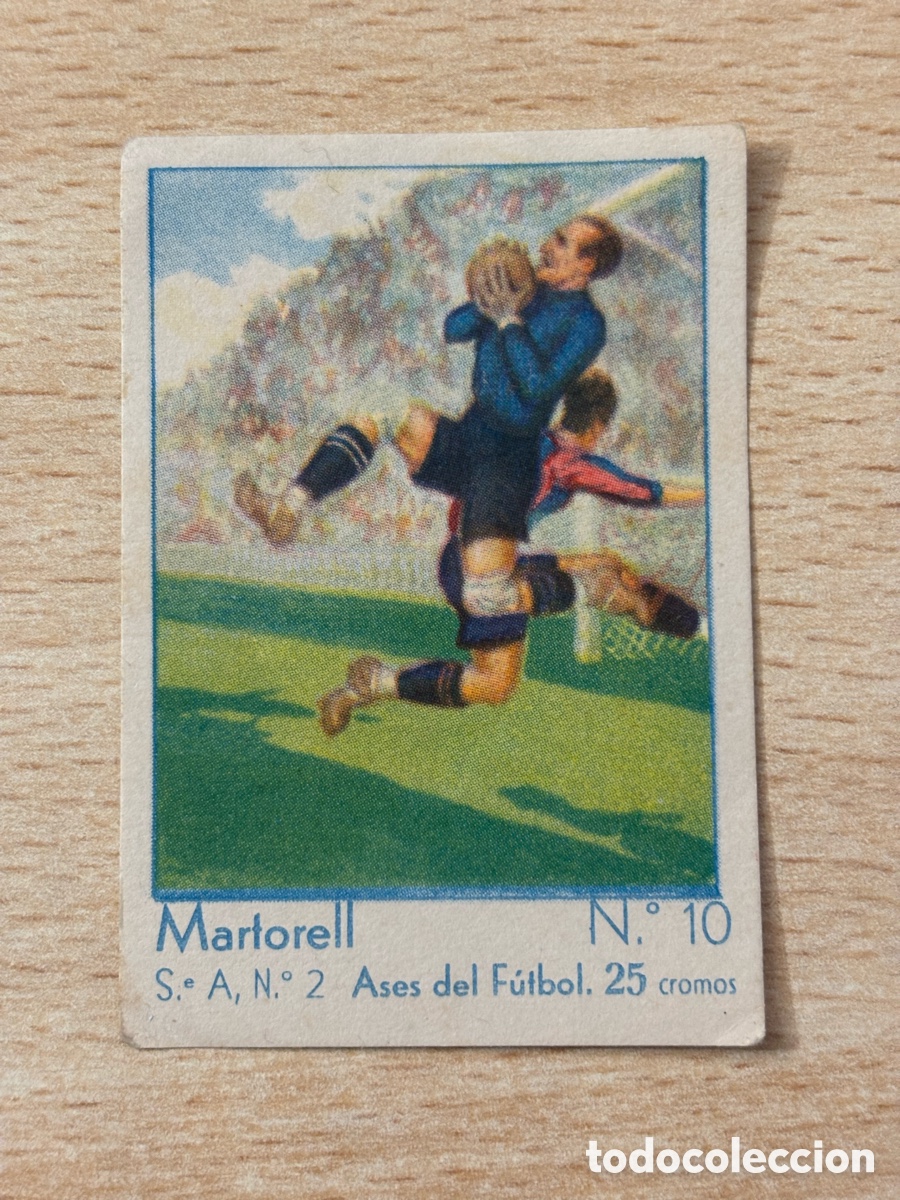 Martorell N.º 10
S.e A, N.º 2 Ases del Fútbol. 25 cromos
todocoleccion